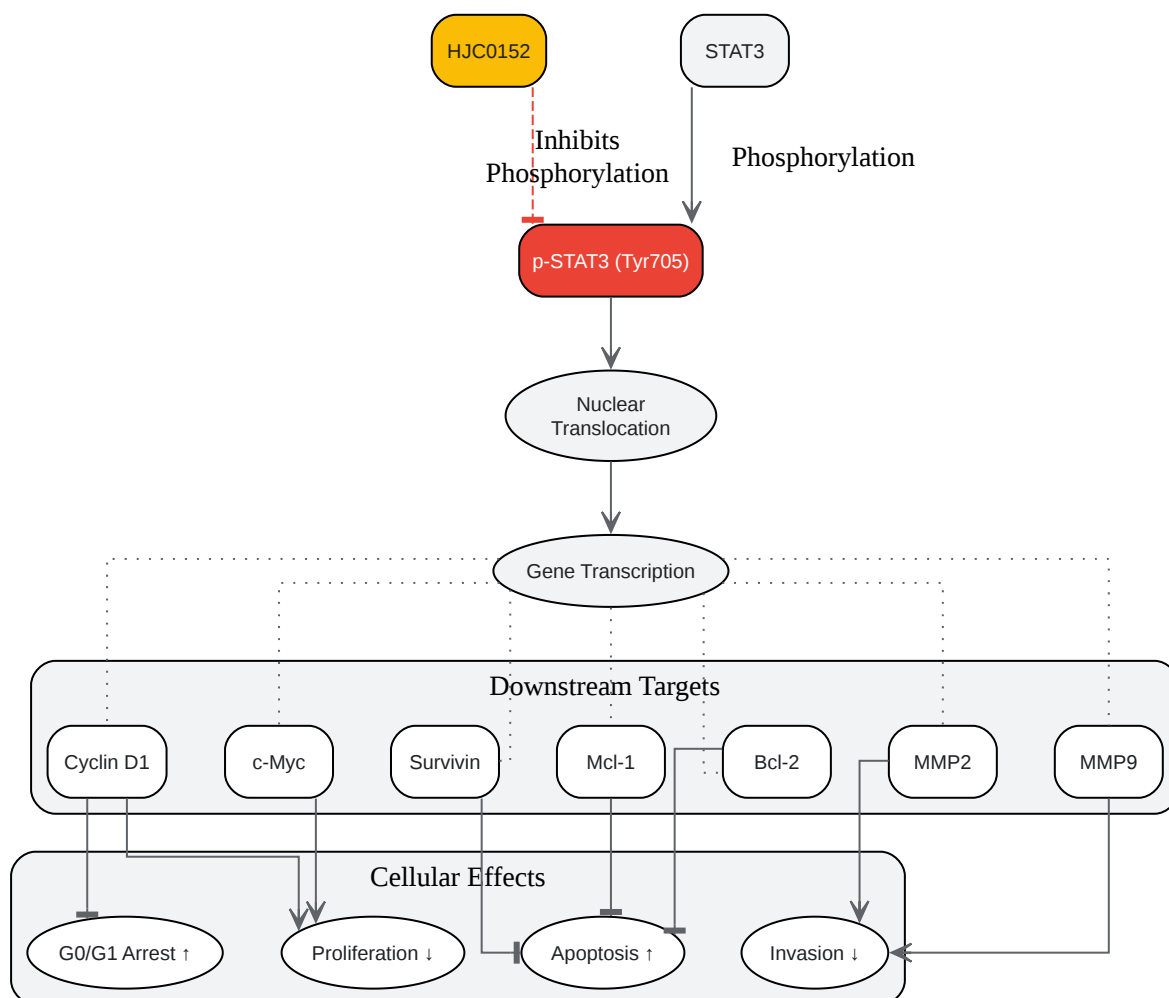 HJC0152
STAT3
Inhibits
Phosphorylation
Phosphorylation
p-STAT3 (Tyr705)
Nuclear
Translocation
Gene Transcription
Downstream Targets
Cyclin D1
c-Myc
Survivin
Mcl-1
Bcl-2
MMP2
MMP9
Cellular Effects
G0/G1 Arrest ↑
Proliferation ↓
Apoptosis ↑
Invasion ↓